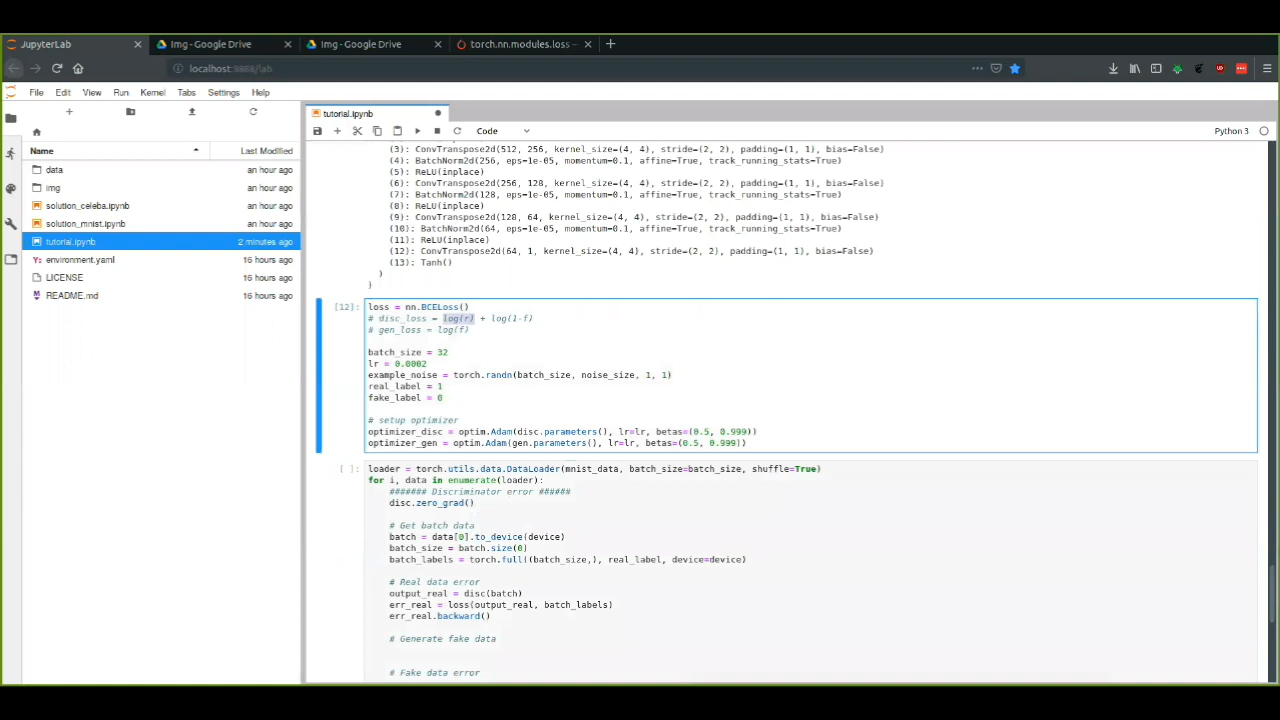 JupyterLab
Img - Google Drive
Img - Google Drive
torch.nn.modules.loss
localhost:8888/lab
File Edit View Run Kernel Tabs Settings Help
tutorial.ipynb
Code
Python 3
Name
Last Modified
data an hour ago
img an hour ago
solution_celeba.ipynb an hour ago
solution_mnist.ipynb an hour ago
tutorial.ipynb 2 minutes ago
environment.yaml 16 hours ago
LICENSE 16 hours ago
README.md 16 hours ago
(3): ConvTranspose2d(512, 256, kernel_size=(4, 4), stride=(2, 2), padding=(1, 1), bias=False)
(4): BatchNorm2d(256, eps=1e-05, momentum=0.1, affine=True, track_running_stats=True)
(5): ReLU(inplace)
(6): ConvTranspose2d(256, 128, kernel_size=(4, 4), stride=(2, 2), padding=(1, 1), bias=False)
(7): BatchNorm2d(128, eps=1e-05, momentum=0.1, affine=True, track_running_stats=True)
(8): ReLU(inplace)
(9): ConvTranspose2d(128, 64, kernel_size=(4, 4), stride=(2, 2), padding=(1, 1), bias=False)
(10): BatchNorm2d(64, eps=1e-05, momentum=0.1, affine=True, track_running_stats=True)
(11): ReLU(inplace)
(12): ConvTranspose2d(64, 1, kernel_size=(4, 4), stride=(2, 2), padding=(1, 1), bias=False)
(13): Tanh()
)
)
[12]: loss = nn.BCELoss()
# disc_loss = log(r) + log(1-f)
# gen_loss = log(f)
batch_size = 32
lr = 0.0002
example_noise = torch.randn(batch_size, noise_size, 1, 1)
real_label = 1
fake_label = 0
# setup optimizer
optimizer_disc = optim.Adam(disc.parameters(), lr=lr, betas=(0.5, 0.999))
optimizer_gen = optim.Adam(gen.parameters(), lr=lr, betas=(0.5, 0.999))
[ ]: loader = torch.utils.data.DataLoader(mnist_data, batch_size=batch_size, shuffle=True)
for i, data in enumerate(loader):
####### Discriminator error ######
disc.zero_grad()
# Get batch data
batch = data[0].to_device(device)
batch_size = batch.size(0)
batch_labels = torch.full((batch_size,), real_label, device=device)
# Real data error
output_real = disc(batch)
err_real = loss(output_real, batch_labels)
err_real.backward()
# Generate fake data
# Fake data error